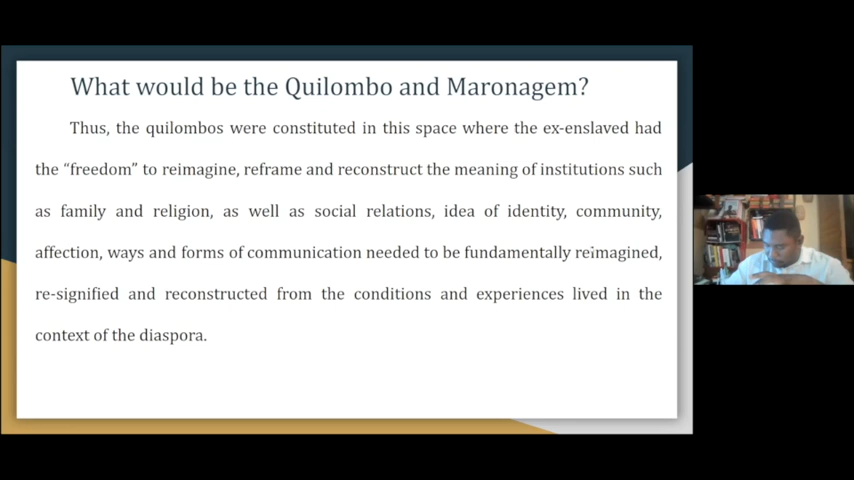 What would be the Quilombo and Maronagem?
Thus, the quilombos were constituted in this space where the ex-enslaved had
the “freedom” to reimagine, reframe and reconstruct the meaning of institutions such
as family and religion, as well as social relations, idea of identity, community,
affection, ways and forms of communication needed to be fundamentally reimagined,
re-signified and reconstructed from the conditions and experiences lived in the
context of the diaspora.